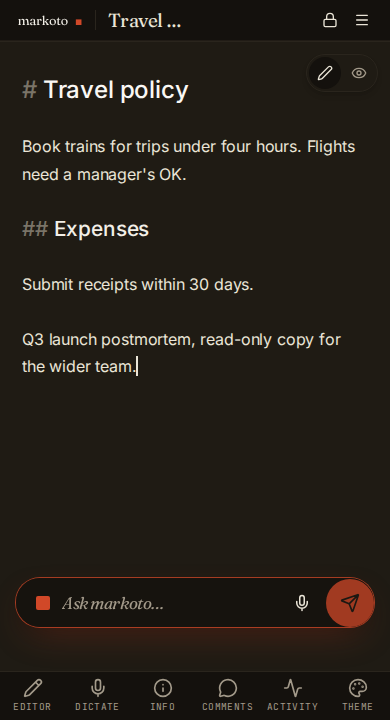 markoto
Travel ...
# Travel policy
Book trains for trips under four hours. Flights
need a manager's OK.
## Expenses
Submit receipts within 30 days.
Q3 launch postmortem, read-only copy for
the wider team.
Ask markoto...
EDITOR
DICTATE
INFO
COMMENTS
ACTIVITY
THEME